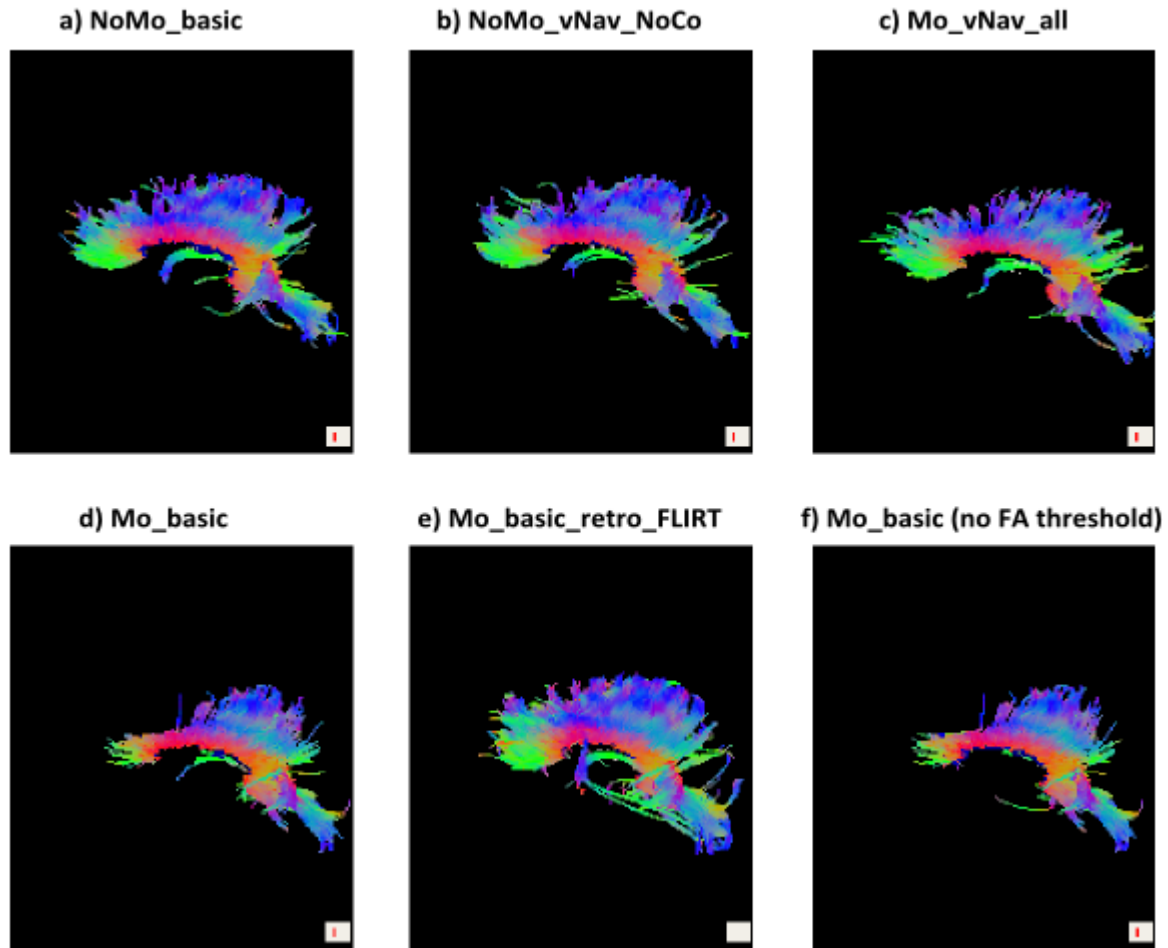 a) NoMo_basic
b) NoMo_vNav_NoCo
c) Mo_vNav_all
d) Mo_basic
e) Mo_basic_retro_FLIRT
f) Mo_basic (no FA threshold)